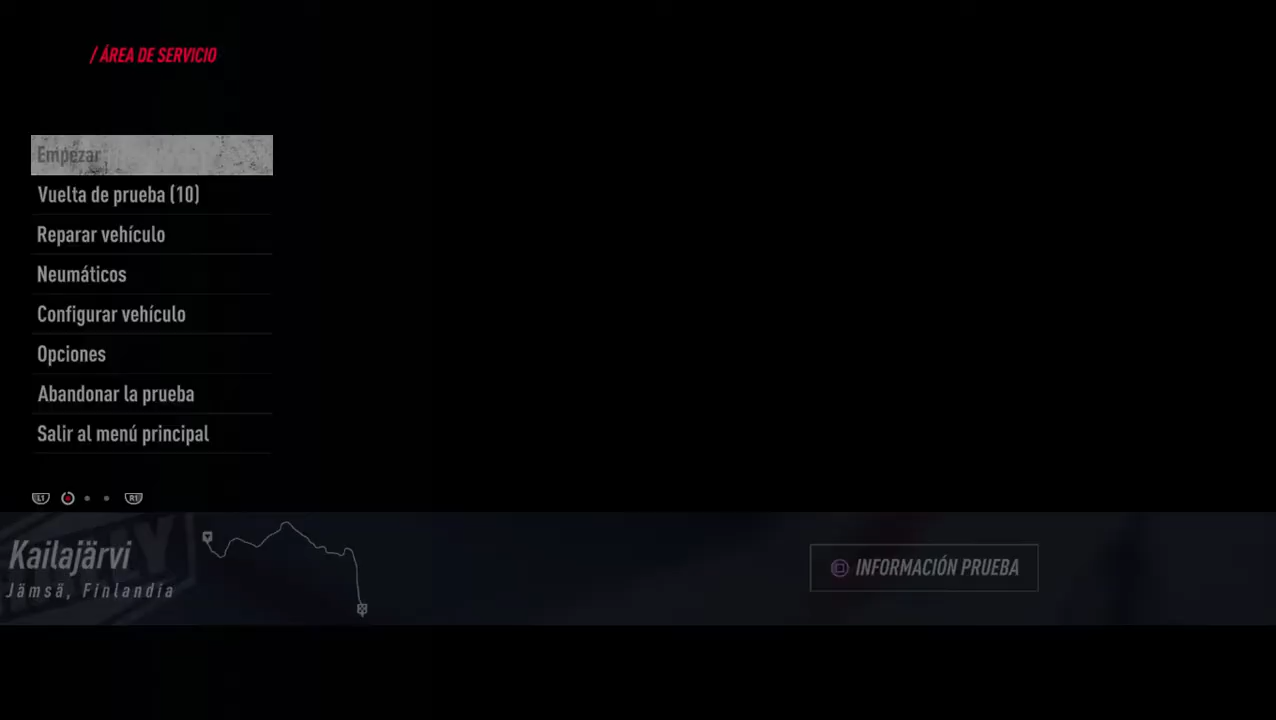 / ÁREA DE SERVICIO
Empezar
Vuelta de prueba (10)
Reparar vehículo
Neumáticos
Configurar vehículo
Opciones
Abandonar la prueba
Salir al menú principal
L1 R1
Kailajärvi
Jämsä, Finlandia
INFORMACIÓN PRUEBA